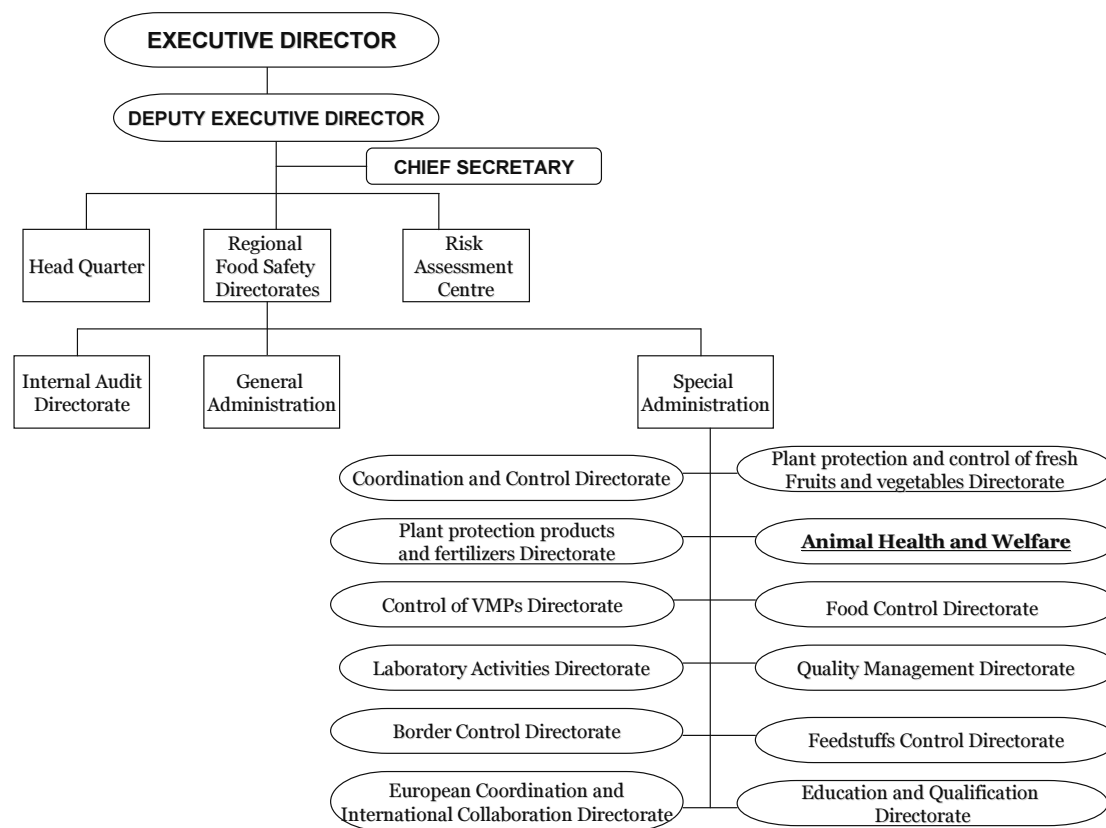 EXECUTIVE DIRECTOR
DEPUTY EXECUTIVE DIRECTOR
CHIEF SECRETARY
Head Quarter
Regional
Food Safety
Directorates
Risk
Assessment
Centre
Internal Audit
Directorate
General
Administration
Special
Administration
Coordination and Control Directorate
Plant protection and control of fresh
Fruits and vegetables Directorate
Plant protection products
and fertilizers Directorate
Animal Health and Welfare
Control of VMPs Directorate
Food Control Directorate
Laboratory Activities Directorate
Quality Management Directorate
Border Control Directorate
Feedstuffs Control Directorate
European Coordination and
International Collaboration Directorate
Education and Qualification
Directorate